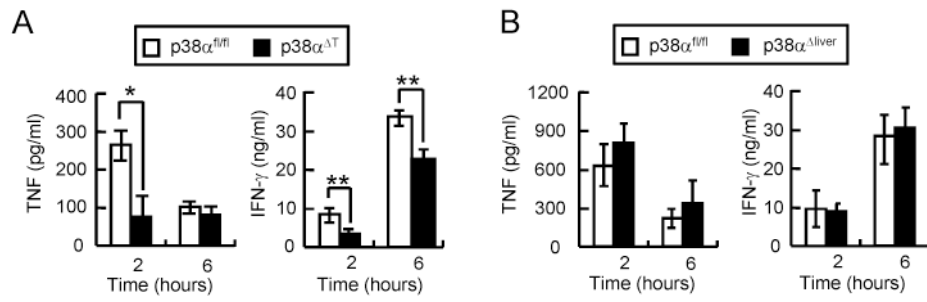 A
p38α^fl/fl p38α^ΔT
TNF (pg/ml)
400
300
200
100
0
*
2 6
Time (hours)
IFN-γ (ng/ml)
40
30
20
10
0
**
**
2 6
Time (hours)
B
p38α^fl/fl p38α^Δliver
TNF (pg/ml)
1200
900
600
300
0
2 6
Time (hours)
IFN-γ (ng/ml)
40
30
20
10
0
2 6
Time (hours)